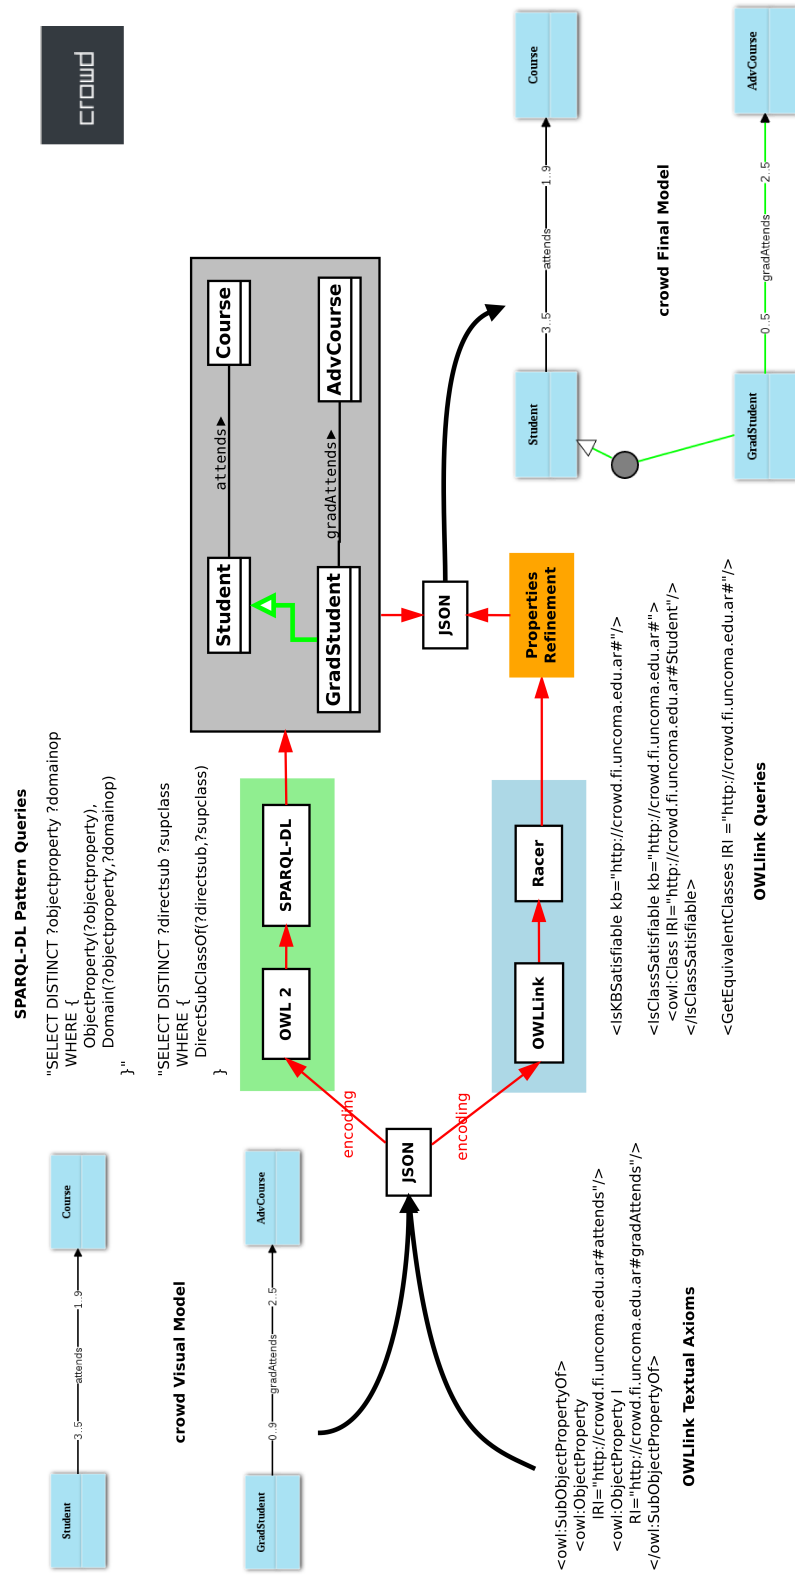 SPARQL-DL Pattern Queries
"SELECT DISTINCT ?objectproperty ?domainop
WHERE {
ObjectProperty(?objectproperty),
Domain(?objectproperty,?domainop)
}"
"SELECT DISTINCT ?directsub ?supclass
WHERE {
DirectSubClassOf(?directsub,?supclass)
}
crowd
Student
3..5
attends
1..9
Course
crowd Visual Model
GradStudent
0..9
gradAttends
2..5
AdvCourse
JSON
encoding
encoding
OWL 2
SPARQL-DL
OWLLink
Racer
Student
attends
Course
GradStudent
gradAttends
AdvCourse
JSON
Properties
Refinement
Student
3..5
attends
1..9
Course
crowd Final Model
GradStudent
0..5
gradAttends
2..5
AdvCourse
<owl:SubObjectPropertyOf>
<owl:ObjectProperty
IRI="http://crowd.fi.uncoma.edu.ar#attends"/>
<owl:ObjectProperty I
RI="http://crowd.fi.uncoma.edu.ar#gradAttends"/>
</owl:SubObjectPropertyOf>
OWLlink Textual Axioms
<IsKBSatisfiable kb="http://crowd.fi.uncoma.edu.ar#"/>
<IsClassSatisfiable kb="http://crowd.fi.uncoma.edu.ar#">
<owl:Class IRI="http://crowd.fi.uncoma.edu.ar#Student"/>
</IsClassSatisfiable>
<GetEquivalentClasses IRI ="http://crowd.fi.uncoma.edu.ar#"/>
OWLlink Queries